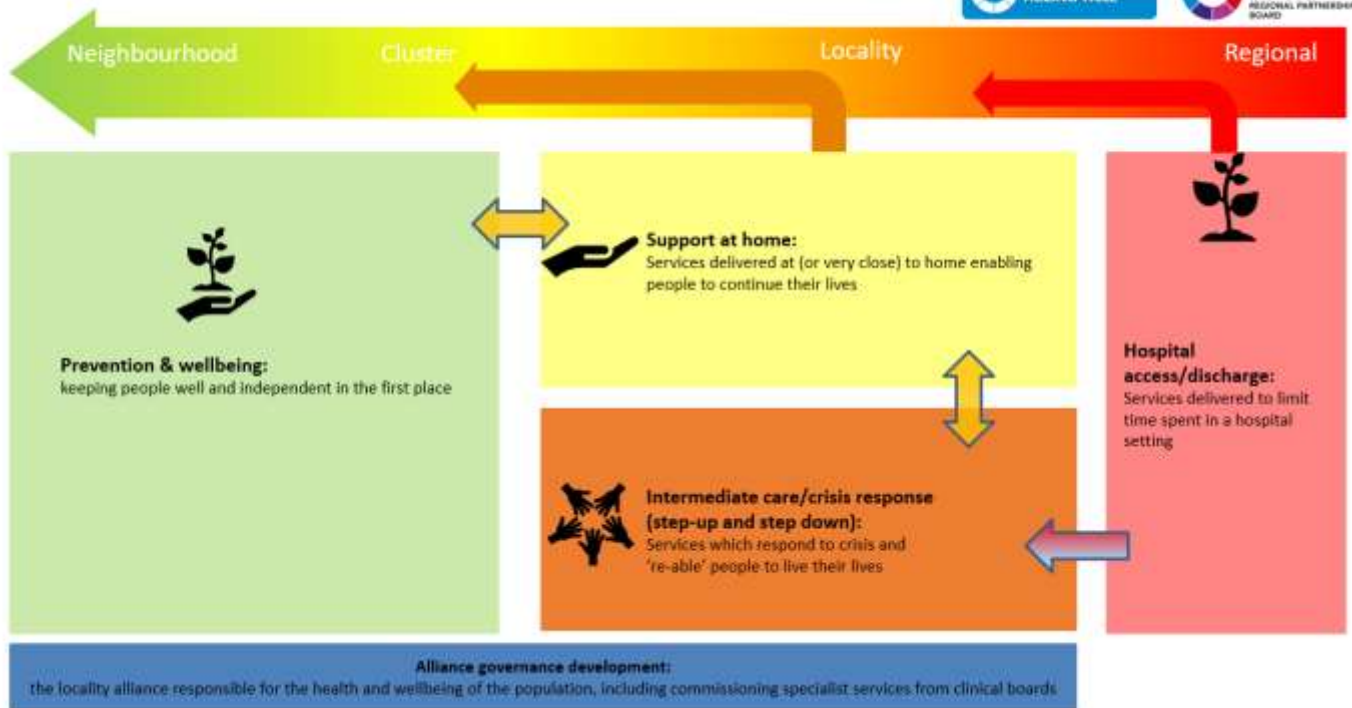 REGIONAL PARTNERSHIP
BOARD
Neighbourhood
Cluster
Locality
Regional
Prevention & wellbeing:
keeping people well and independent in the first place
Support at home:
Services delivered at (or very close) to home enabling
people to continue their lives
Intermediate care/crisis response
(step-up and step down):
Services which respond to crisis and
're-able' people to live their lives
Hospital
access/discharge:
Services delivered to limit
time spent in a hospital
setting
Alliance governance development:
the locality alliance responsible for the health and wellbeing of the population, including commissioning specialist services from clinical boards